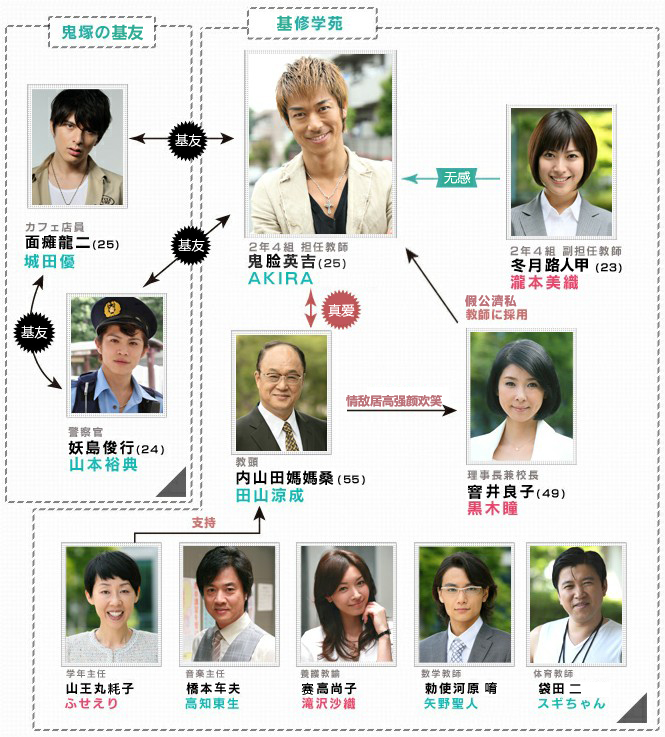 鬼塚の基友
基修学苑
基友
无感
カフェ店員
面瘫龍二(25)
城田優
2年4組 担任教師
鬼脸英吉(25)
AKIRA
2年4組 副担任教師
冬月路人甲(23)
瀧本美織
基友
基友
真爱
假公濟私
教師に採用
警察官
妖島俊行(24)
山本裕典
情敌居高强颜欢笑
教頭
内山田媽媽桑(55)
田山涼成
理事長兼校長
窨井良子(49)
黒木瞳
支持
学年主任
山王丸粍子
ふせえり
音楽主任
橋本车夫
高知東生
養護教諭
赛高尚子
滝沢沙織
数学教師
勅使河原 唷
矢野聖人
体育教師
袋田 二
スギちゃん